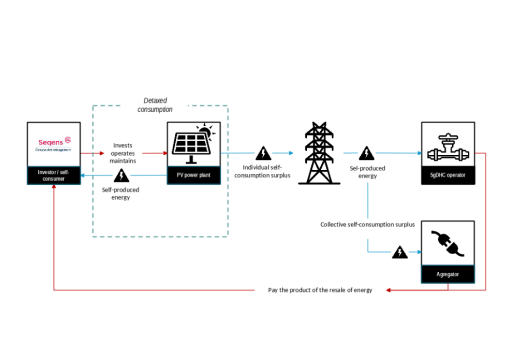 Detaxed
consumption
Seqens
Invests
operates
maintains
Investor / self-
consumer
PV power plant
Self-produced
energy
Individual self-
consumption surplus
Sel-produced
energy
5gDHC operator
Collective self-consumption surplus
Agregator
Pay the product of the resale of energy